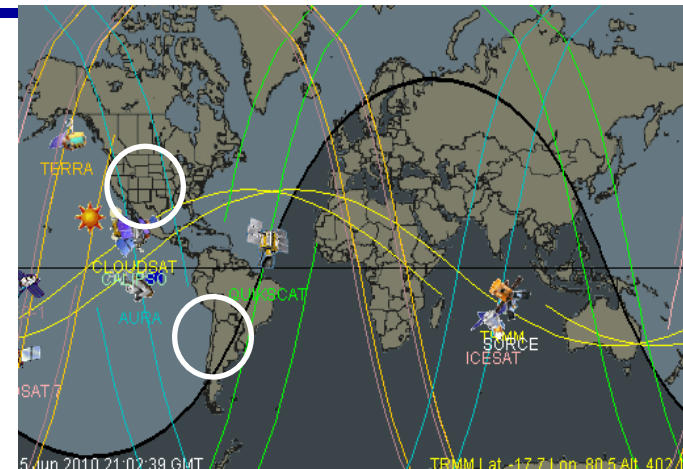 TERRA
CLOUDSAT
AURA
QUIKSCAT
SORCE
ICESAT
5 Jun 2010 21:02:39 GMT
TRMM Lat -17.7 Lon 80.5 Alt 402.